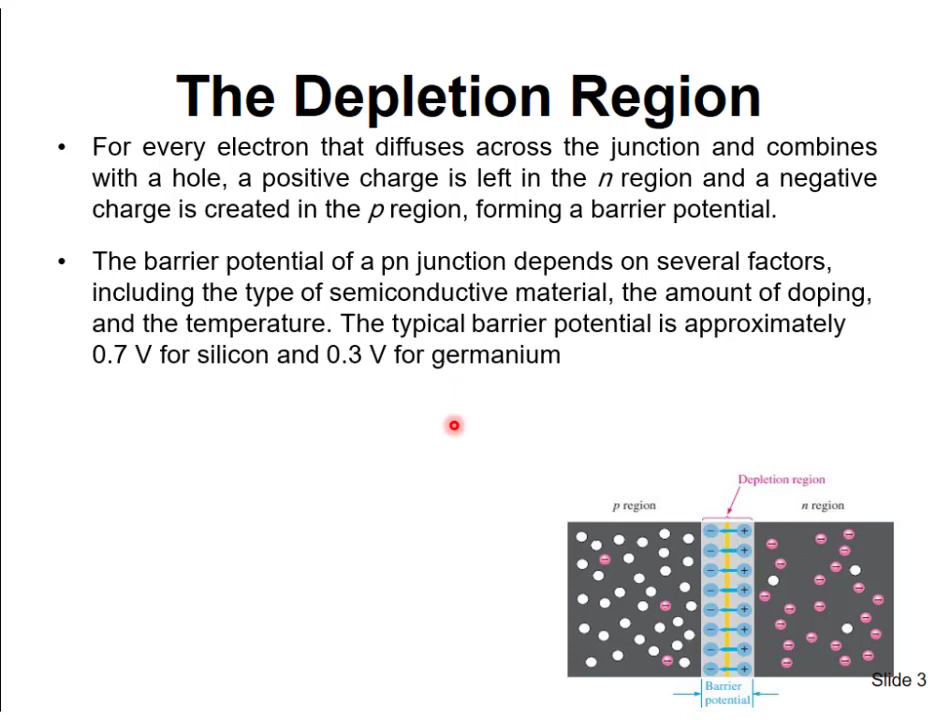 The Depletion Region
• For every electron that diffuses across the junction and combines
with a hole, a positive charge is left in the n region and a negative
charge is created in the p region, forming a barrier potential.
• The barrier potential of a pn junction depends on several factors,
including the type of semiconductive material, the amount of doping,
and the temperature. The typical barrier potential is approximately
0.7 V for silicon and 0.3 V for germanium
Depletion region
p region
n region
Barrier
potential
Slide 3